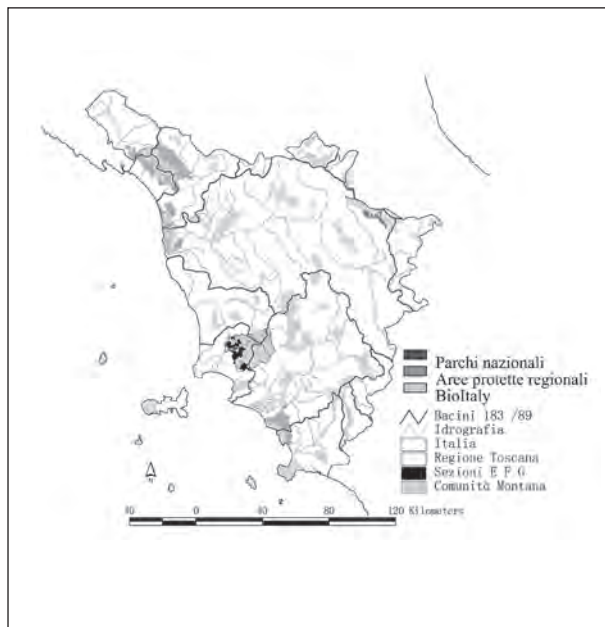 Parchi nazionali
Aree protette regionali
BioItaly
Bacini 183 /89
Idrografia
Italia
Regione Toscana
Sezioni E F G
Comunità Montana
40 0 40 80 120 Kilometers
N